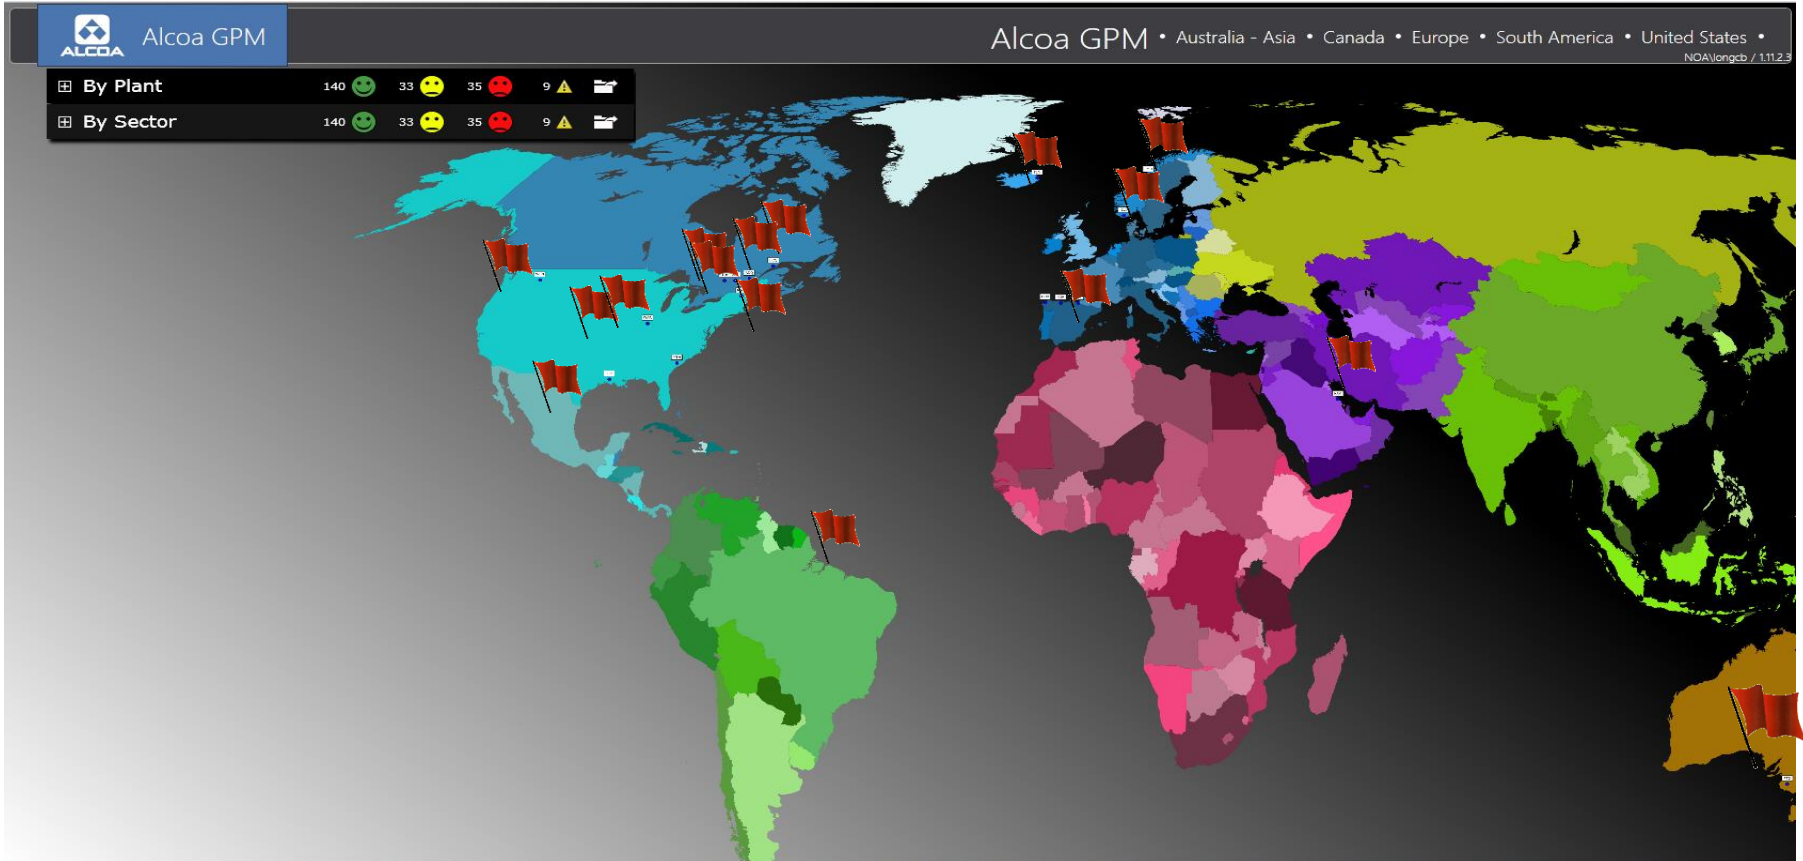 ALCOA
Alcoa GPM
Alcoa GPM • Australia - Asia • Canada • Europe • South America • United States •
NOA\longcb / 1.11.2.3
By Plant 140 33 35 9
By Sector 140 33 35 9